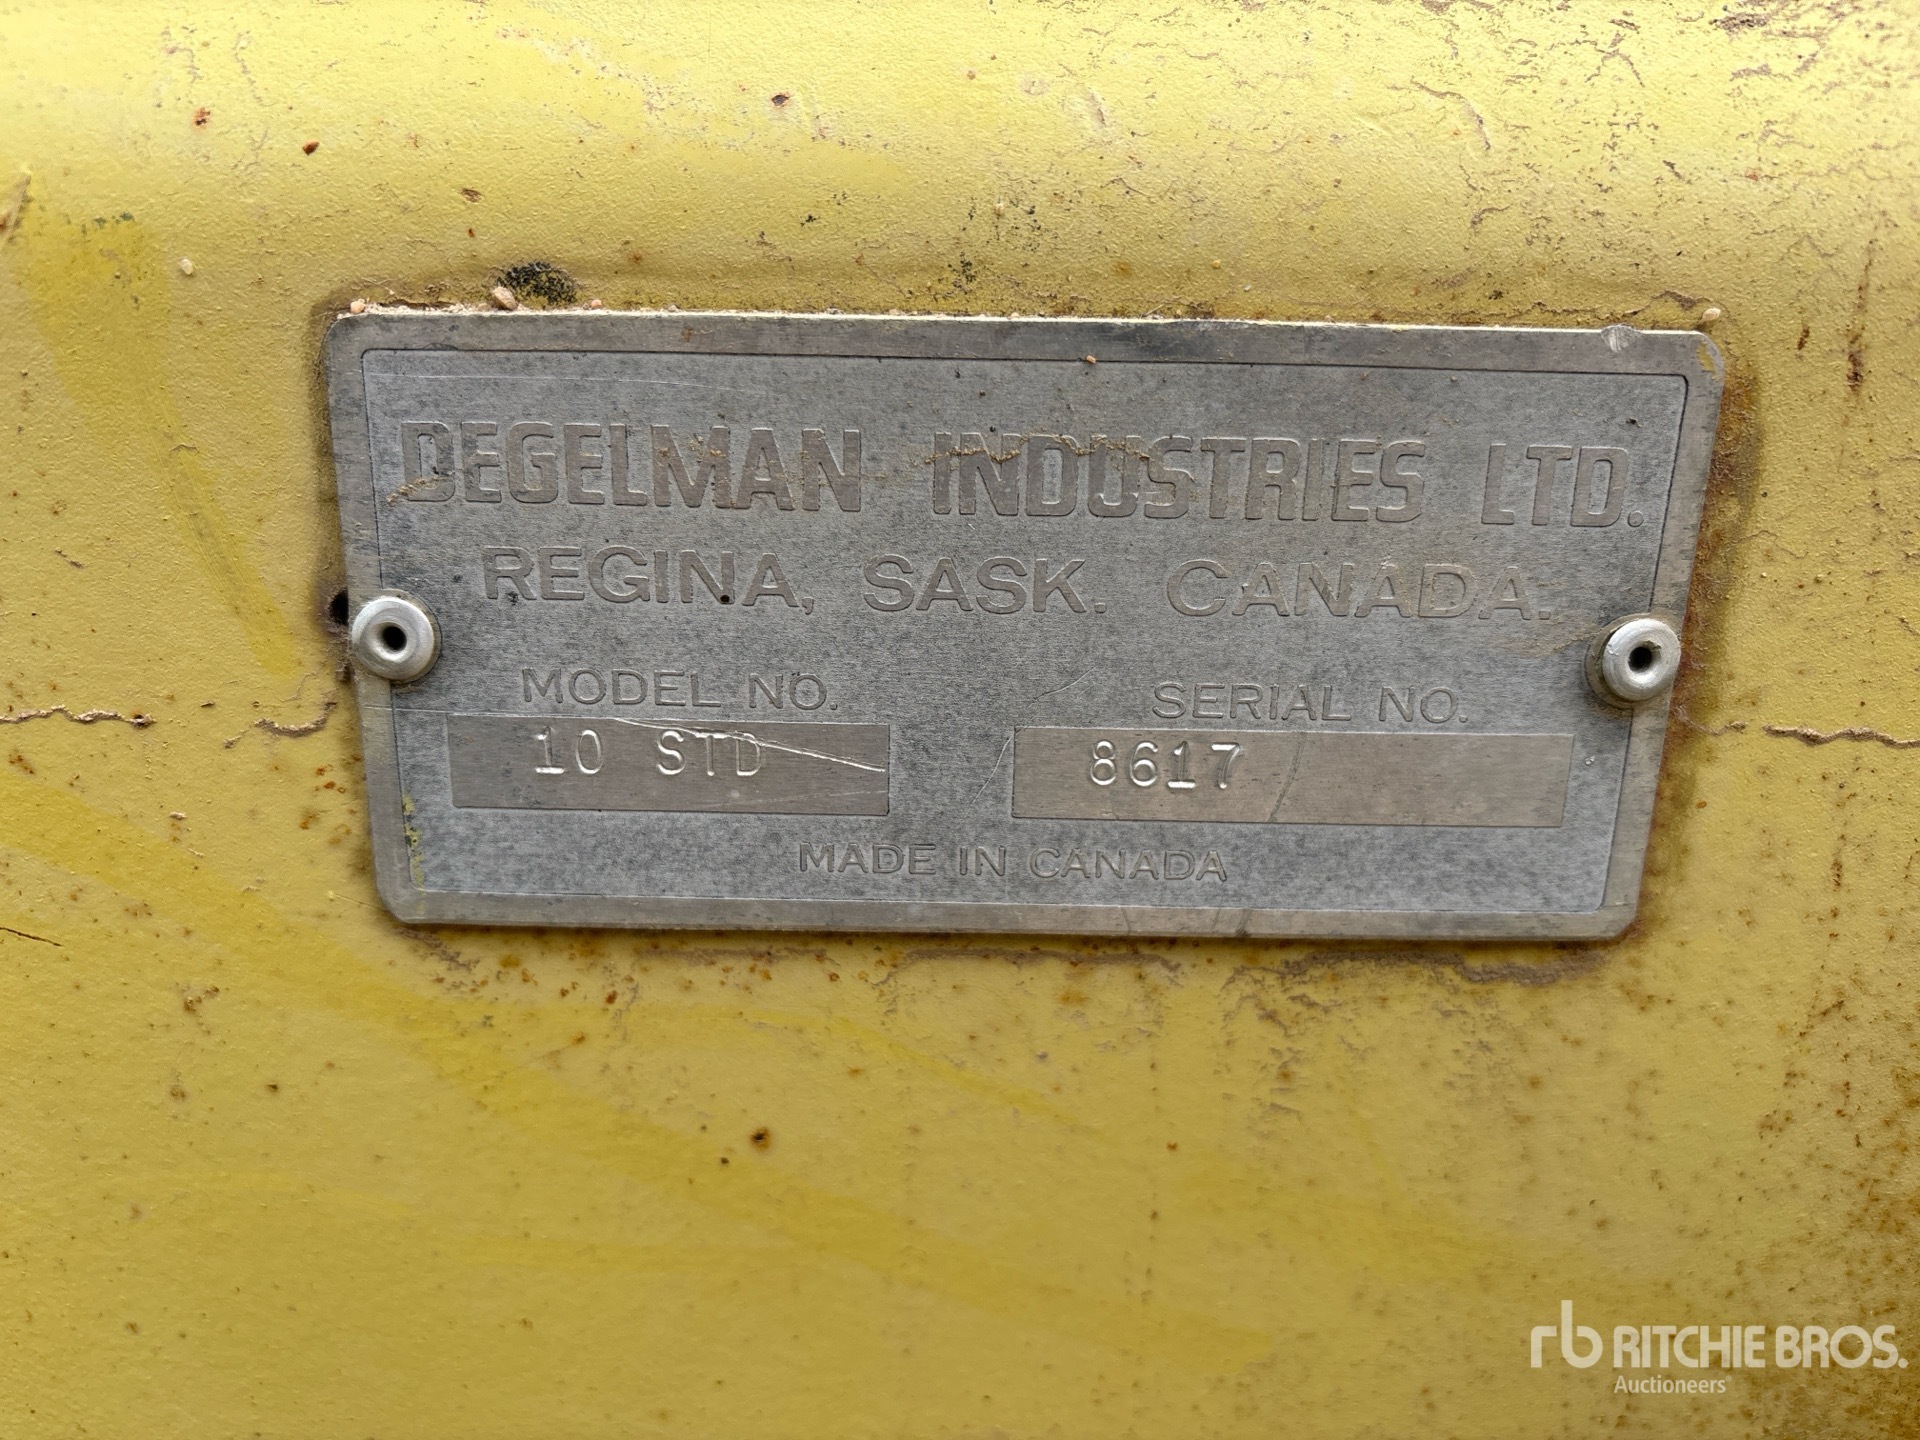 DEGELMAN INDUSTRIES LTD.
REGINA, SASK. CANADA.
MODEL NO. SERIAL NO.
10 STD 8617
MADE IN CANADA
rb RITCHIE BROS.
Auctioneers